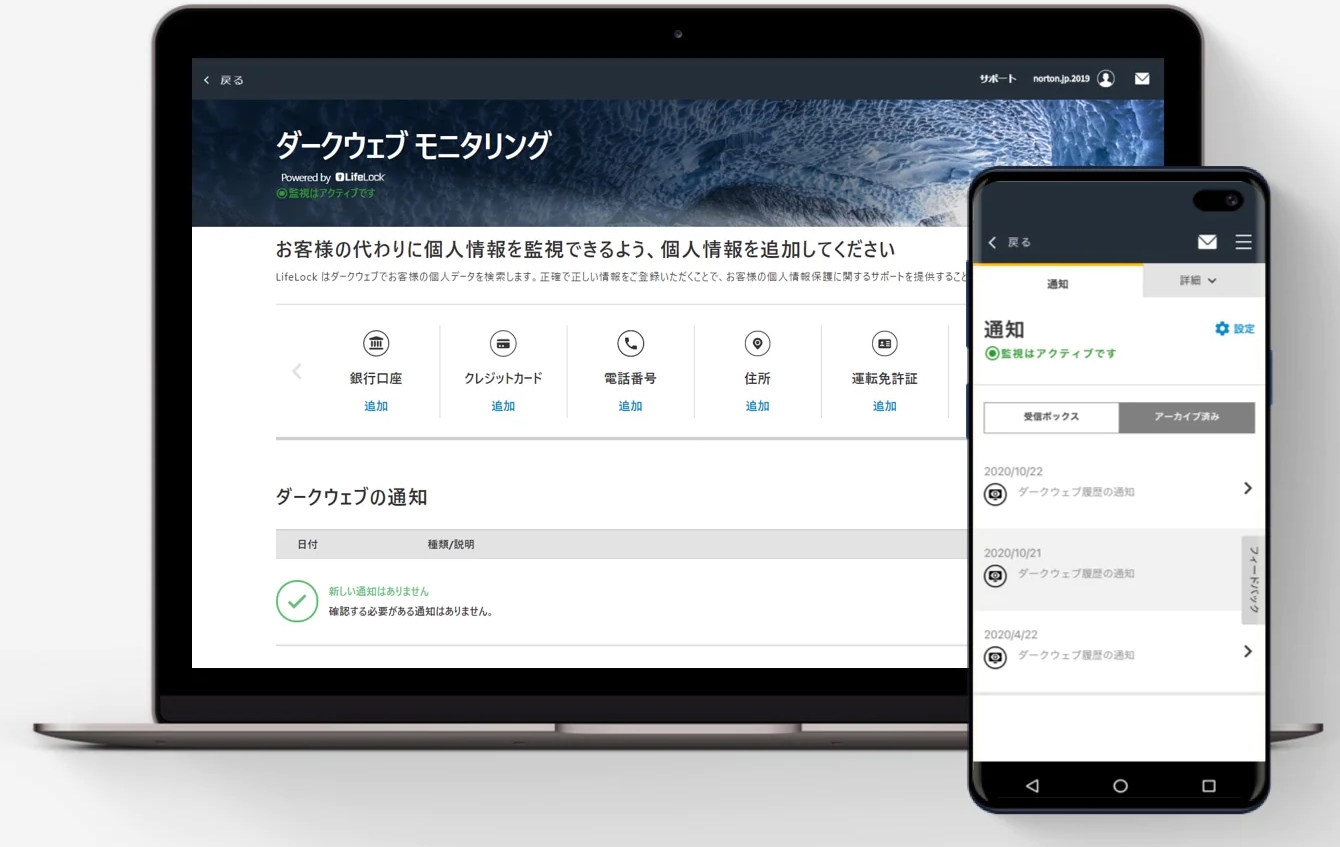 戻る
サポート norton.jp.2019
ダークウェブ モニタリング
Powered by LifeLock
監視はアクティブです
お客様の代わりに個人情報を監視できるよう、個人情報を追加してください
LifeLock はダークウェブでお客様の個人データを検索します。正確で正しい情報をご登録いただくことで、お客様の個人情報保護に関するサポートを提供すること
銀行口座 クレジットカード 電話番号 住所 運転免許証
追加 追加 追加 追加 追加
ダークウェブの通知
日付 種類/説明
新しい通知はありません
確認する必要がある通知はありません。
戻る
通知 詳細
通知 設定
監視はアクティブです
受信ボックス アーカイブ済み
2020/10/22
ダークウェブ履歴の通知
2020/10/21
ダークウェブ履歴の通知
フィードバック
2020/4/22
ダークウェブ履歴の通知